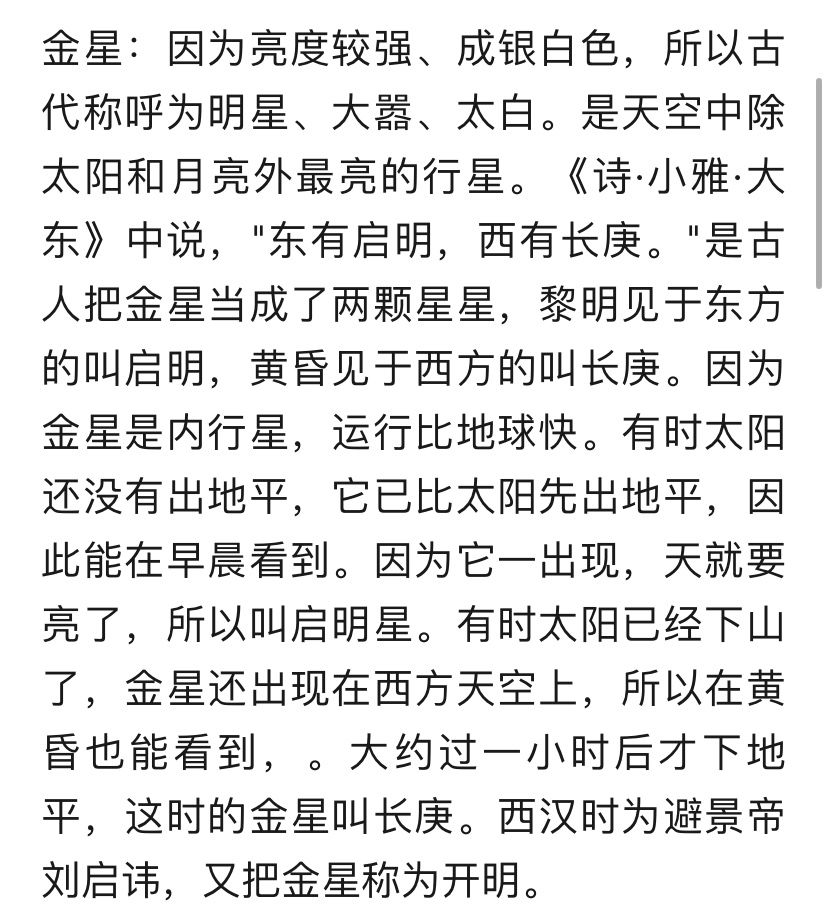 金星：因为亮度较强、成银白色，所以古
代称呼为明星、大嚣、太白。是天空中除
太阳和月亮外最亮的行星。《诗·小雅·大
东》中说，"东有启明，西有长庚。"是古
人把金星当成了两颗星星，黎明见于东方
的叫启明，黄昏见于西方的叫长庚。因为
金星是内行星，运行比地球快。有时太阳
还没有出地平，它已比太阳先出地平，因
此能在早晨看到。因为它一出现，天就要
亮了，所以叫启明星。有时太阳已经下山
了，金星还出现在西方天空上，所以在黄
昏也能看到，。大约过一小时后才下地
平，这时的金星叫长庚。西汉时为避景帝
刘启讳，又把金星称为开明。